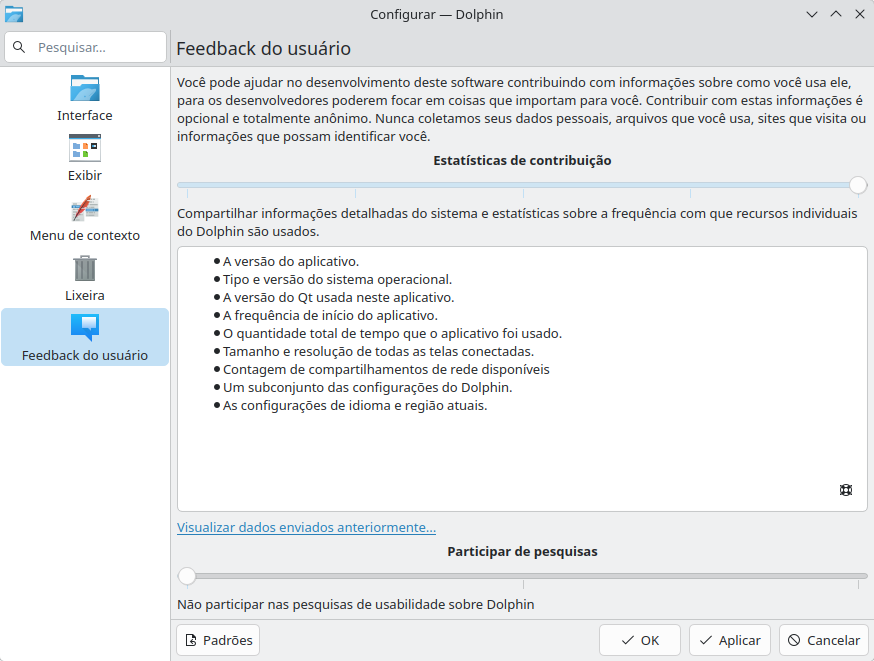 Configurar — Dolphin
Pesquisar...
Feedback do usuário
Interface
Exibir
Menu de contexto
Lixeira
Feedback do usuário
Você pode ajudar no desenvolvimento deste software contribuindo com informações sobre como você usa ele,
para os desenvolvedores poderem focar em coisas que importam para você. Contribuir com estas informações é
opcional e totalmente anônimo. Nunca coletamos seus dados pessoais, arquivos que você usa, sites que visita ou
informações que possam identificar você.
Estatísticas de contribuição
Compartilhar informações detalhadas do sistema e estatísticas sobre a frequência com que recursos individuais
do Dolphin são usados.
• A versão do aplicativo.
• Tipo e versão do sistema operacional.
• A versão do Qt usada neste aplicativo.
• A frequência de início do aplicativo.
• O quantidade total de tempo que o aplicativo foi usado.
• Tamanho e resolução de todas as telas conectadas.
• Contagem de compartilhamentos de rede disponíveis
• Um subconjunto das configurações do Dolphin.
• As configurações de idioma e região atuais.
Visualizar dados enviados anteriormente...
Participar de pesquisas
Não participar nas pesquisas de usabilidade sobre Dolphin
Padrões
OK
Aplicar
Cancelar